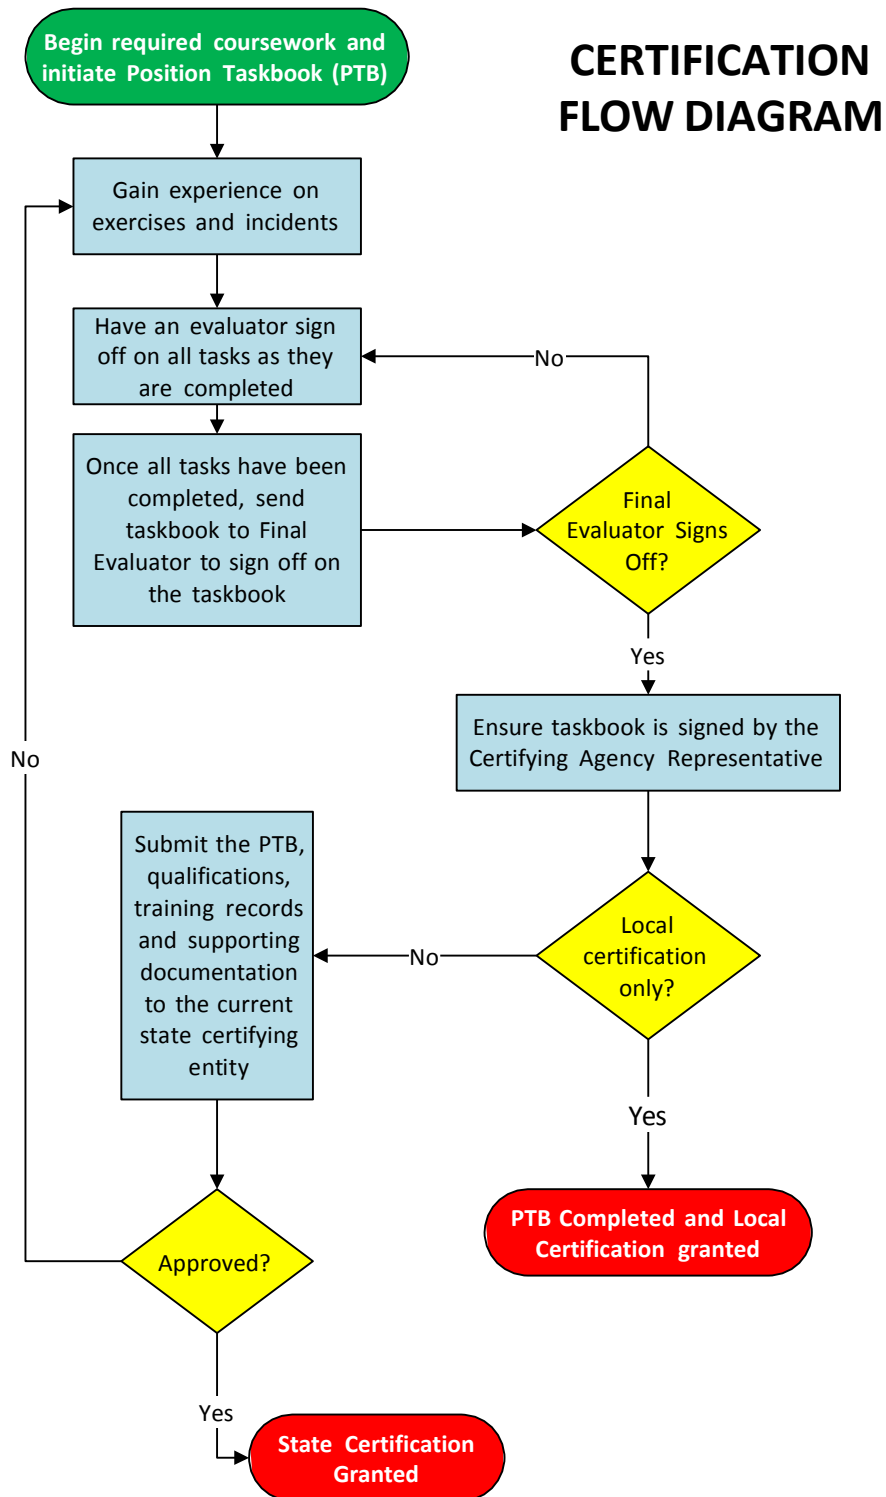 Begin required coursework and
initiate Position Taskbook (PTB)
CERTIFICATION
FLOW DIAGRAM
Gain experience on
exercises and incidents
Have an evaluator sign
off on all tasks as they
are completed
No
Once all tasks have been
completed, send
taskbook to Final
Evaluator to sign off on
the taskbook
Final
Evaluator Signs
Off?
Yes
Ensure taskbook is signed by the
Certifying Agency Representative
No
Submit the PTB,
qualifications,
training records
and supporting
documentation
to the current
state certifying
entity
No
Local
certification
only?
Yes
PTB Completed and Local
Certification granted
Approved?
Yes
State Certification
Granted